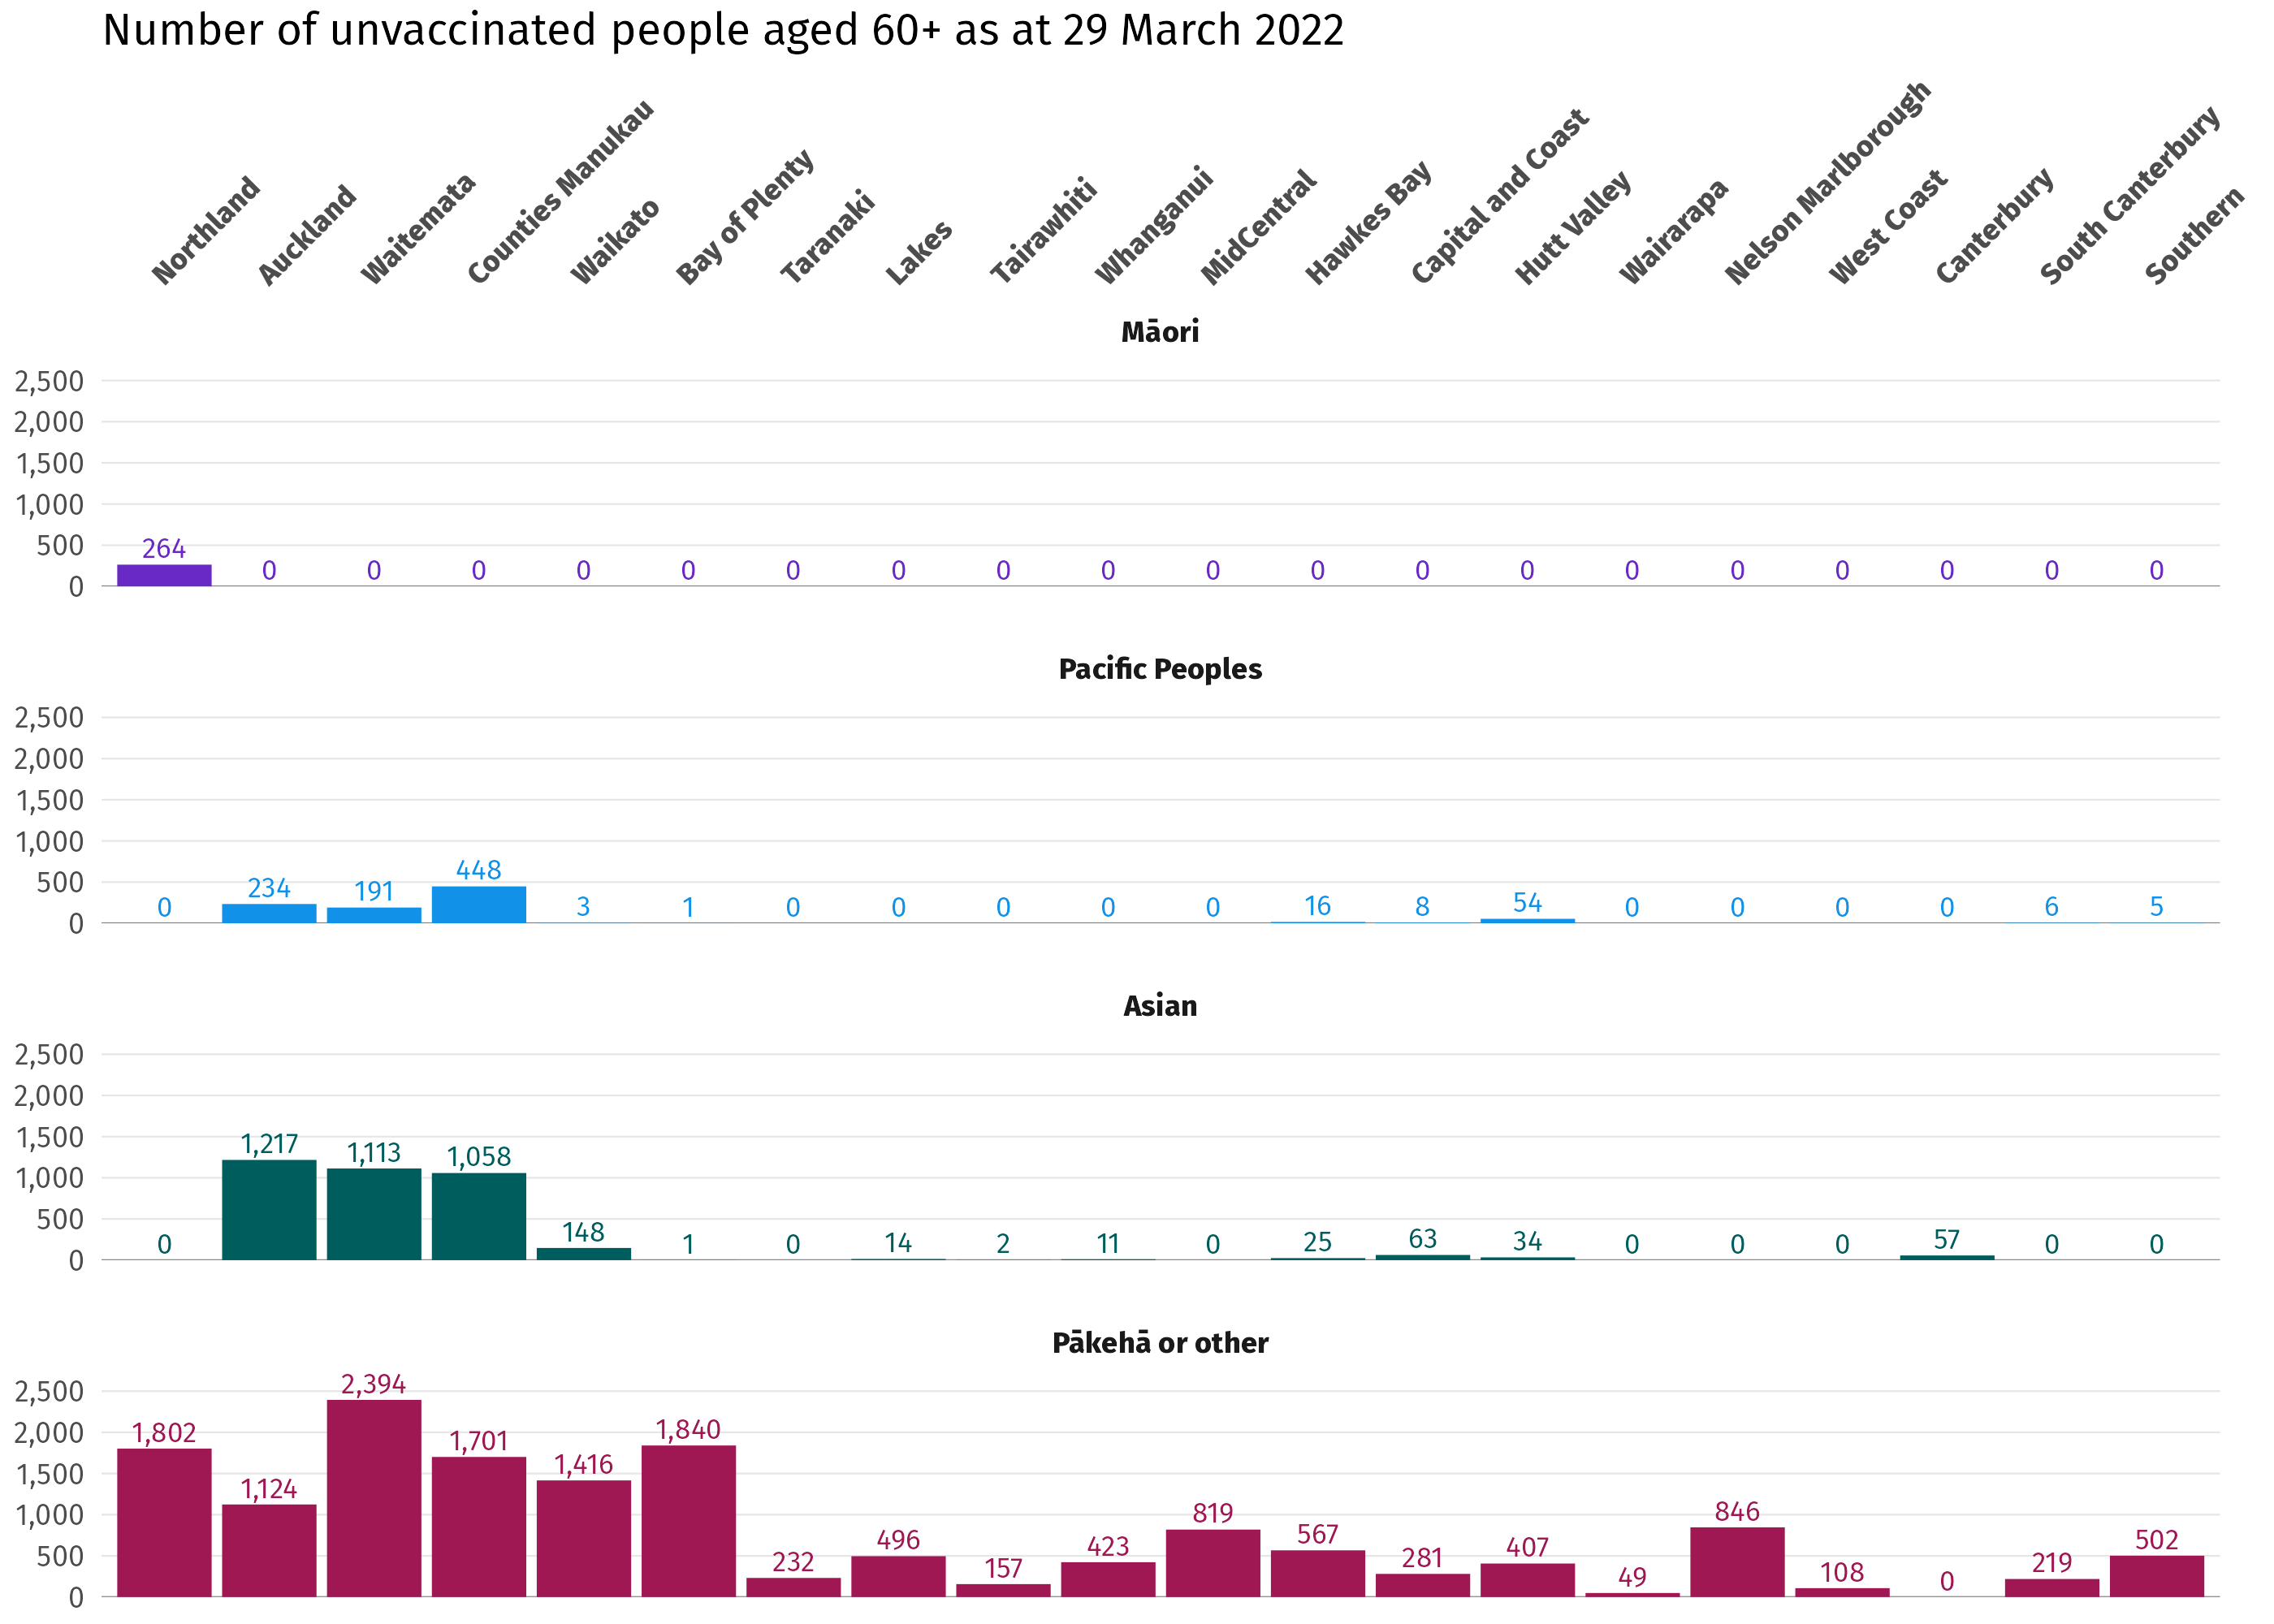 Number of unvaccinated people aged 60+ as at 29 March 2022
Northland Auckland Waitemata Counties Manukau Waikato Bay of Plenty Taranaki Lakes Tairawhiti Whanganui MidCentral Hawkes Bay Capital and Coast Hutt Valley Wairarapa Nelson Marlborough West Coast Canterbury South Canterbury Southern
Māori
2,500
2,000
1,500
1,000
500
0
264 0 0 0 0 0 0 0 0 0 0 0 0 0 0 0 0 0 0 0
Pacific Peoples
2,500
2,000
1,500
1,000
500
0
0 234 191 448 3 1 0 0 0 0 0 16 8 54 0 0 0 0 6 5
Asian
2,500
2,000
1,500
1,000
500
0
0 1,217 1,113 1,058 148 1 0 14 2 11 0 25 63 34 0 0 0 57 0 0
Pākehā or other
2,500
2,000
1,500
1,000
500
0
1,802 1,124 2,394 1,701 1,416 1,840 232 496 157 423 819 567 281 407 49 846 108 0 219 502